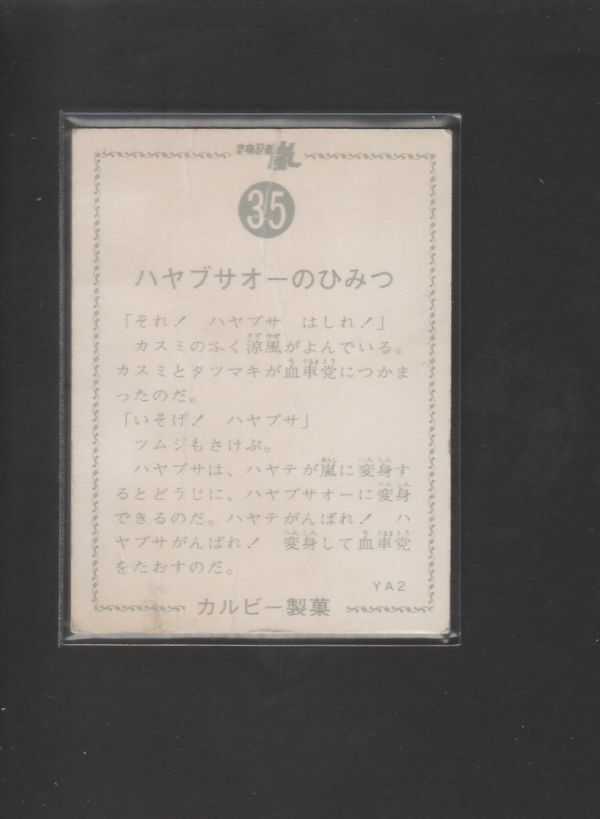 変身忍者 嵐
35
ハヤブサオーのひみつ
「それ！　ハヤブサ　はしれ！」
カスミのふく涼風がよんでいる。
カスミとタツマキが血車党につかま
ったのだ。
「いそげ！　ハヤブサ」
ツムジもさけぶ。
ハヤブサは、ハヤテが嵐に変身す
るとどうじに、ハヤブサオーに変身
できるのだ。ハヤテがんばれ！　ハ
ヤブサがんばれ！　変身して血車党
をたおすのだ。
YA2
カルビー製菓